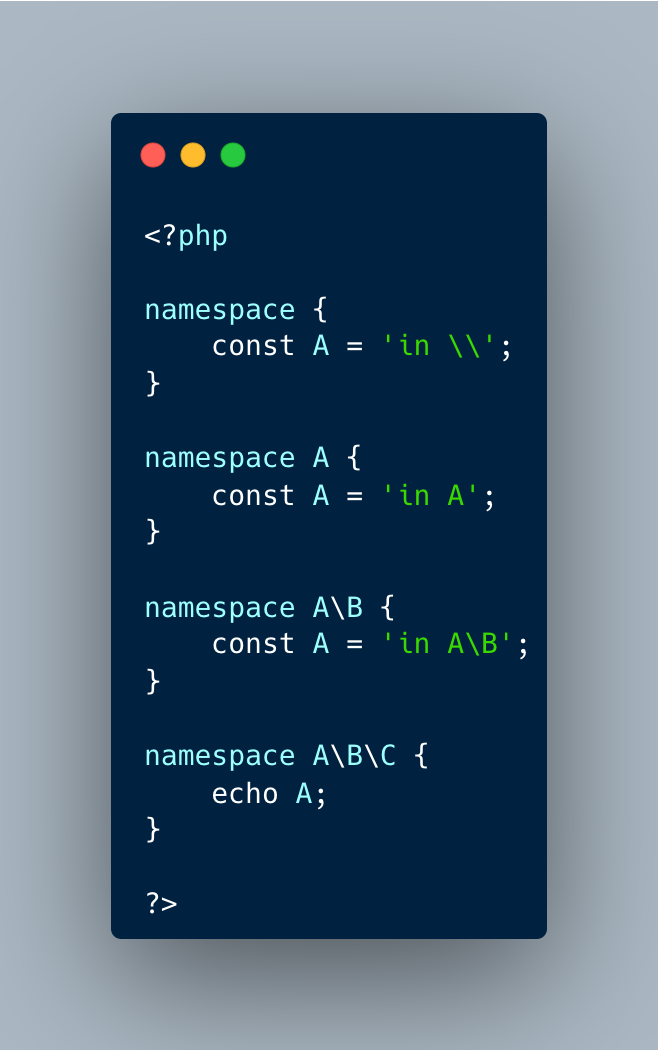 <?php
namespace {
    const A = 'in \\';
}
namespace A {
    const A = 'in A';
}
namespace A\B {
    const A = 'in A\B';
}
namespace A\B\C {
    echo A;
}
?>